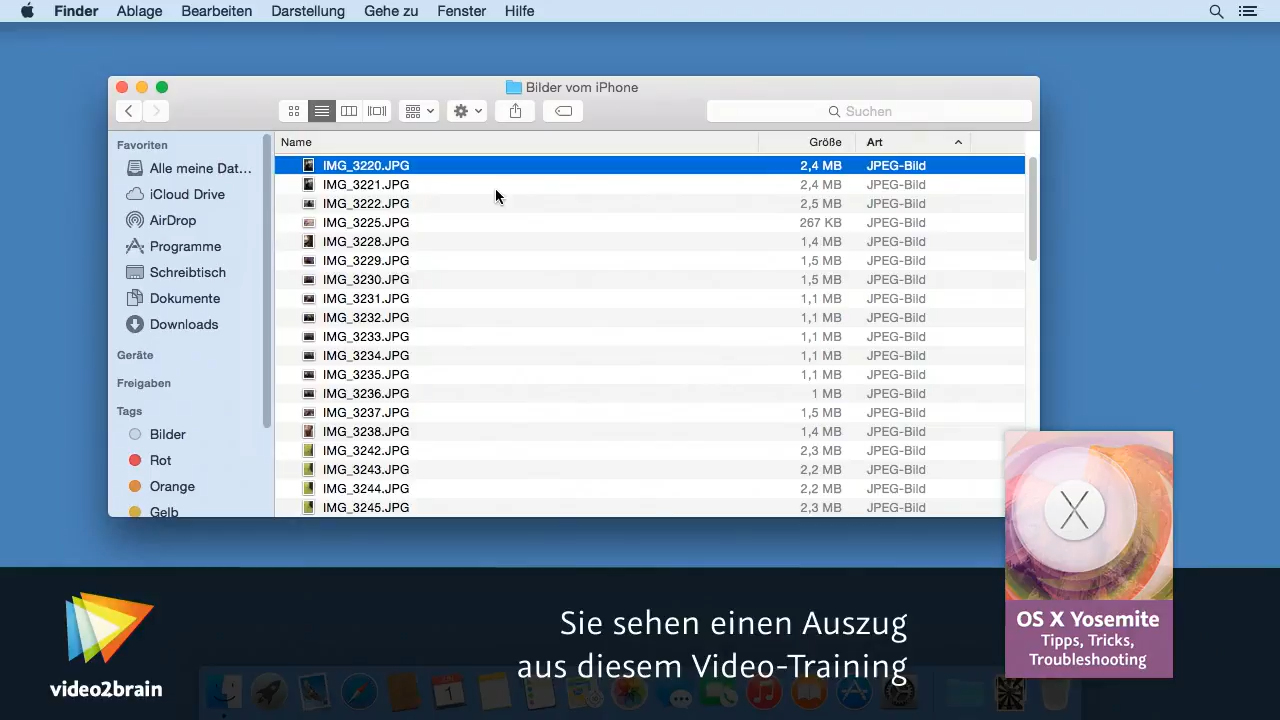 Finder Ablage Bearbeiten Darstellung Gehe zu Fenster Hilfe
Bilder vom iPhone
Suchen
Favoriten
Alle meine Dat...
iCloud Drive
AirDrop
Programme
Schreibtisch
Dokumente
Downloads
Geräte
Freigaben
Tags
Bilder
Rot
Orange
Gelb
Name Größe Art
IMG_3220.JPG 2,4 MB JPEG-Bild
IMG_3221.JPG 2,4 MB JPEG-Bild
IMG_3222.JPG 2,5 MB JPEG-Bild
IMG_3225.JPG 267 KB JPEG-Bild
IMG_3228.JPG 1,4 MB JPEG-Bild
IMG_3229.JPG 1,5 MB JPEG-Bild
IMG_3230.JPG 1,5 MB JPEG-Bild
IMG_3231.JPG 1,1 MB JPEG-Bild
IMG_3232.JPG 1,1 MB JPEG-Bild
IMG_3233.JPG 1,1 MB JPEG-Bild
IMG_3234.JPG 1,1 MB JPEG-Bild
IMG_3235.JPG 1,1 MB JPEG-Bild
IMG_3236.JPG 1 MB JPEG-Bild
IMG_3237.JPG 1,5 MB JPEG-Bild
IMG_3238.JPG 1,4 MB JPEG-Bild
IMG_3242.JPG 2,3 MB JPEG-Bild
IMG_3243.JPG 2,2 MB JPEG-Bild
IMG_3244.JPG 2,2 MB JPEG-Bild
IMG_3245.JPG 2,3 MB JPEG-Bild
X
OS X Yosemite
Tipps, Tricks,
Troubleshooting
video2brain
Sie sehen einen Auszug
aus diesem Video-Training
1